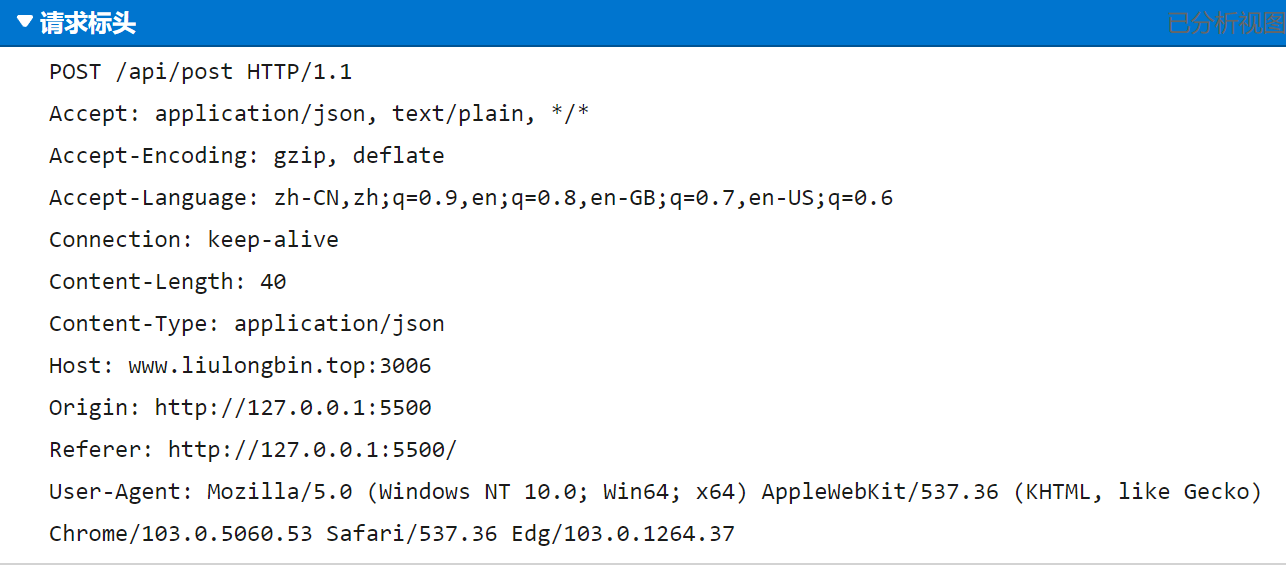 请求标头 已分析视图
POST /api/post HTTP/1.1
Accept: application/json, text/plain, */*
Accept-Encoding: gzip, deflate
Accept-Language: zh-CN,zh;q=0.9,en;q=0.8,en-GB;q=0.7,en-US;q=0.6
Connection: keep-alive
Content-Length: 40
Content-Type: application/json
Host: www.liulongbin.top:3006
Origin: http://127.0.0.1:5500
Referer: http://127.0.0.1:5500/
User-Agent: Mozilla/5.0 (Windows NT 10.0; Win64; x64) AppleWebKit/537.36 (KHTML, like Gecko)
Chrome/103.0.5060.53 Safari/537.36 Edg/103.0.1264.37